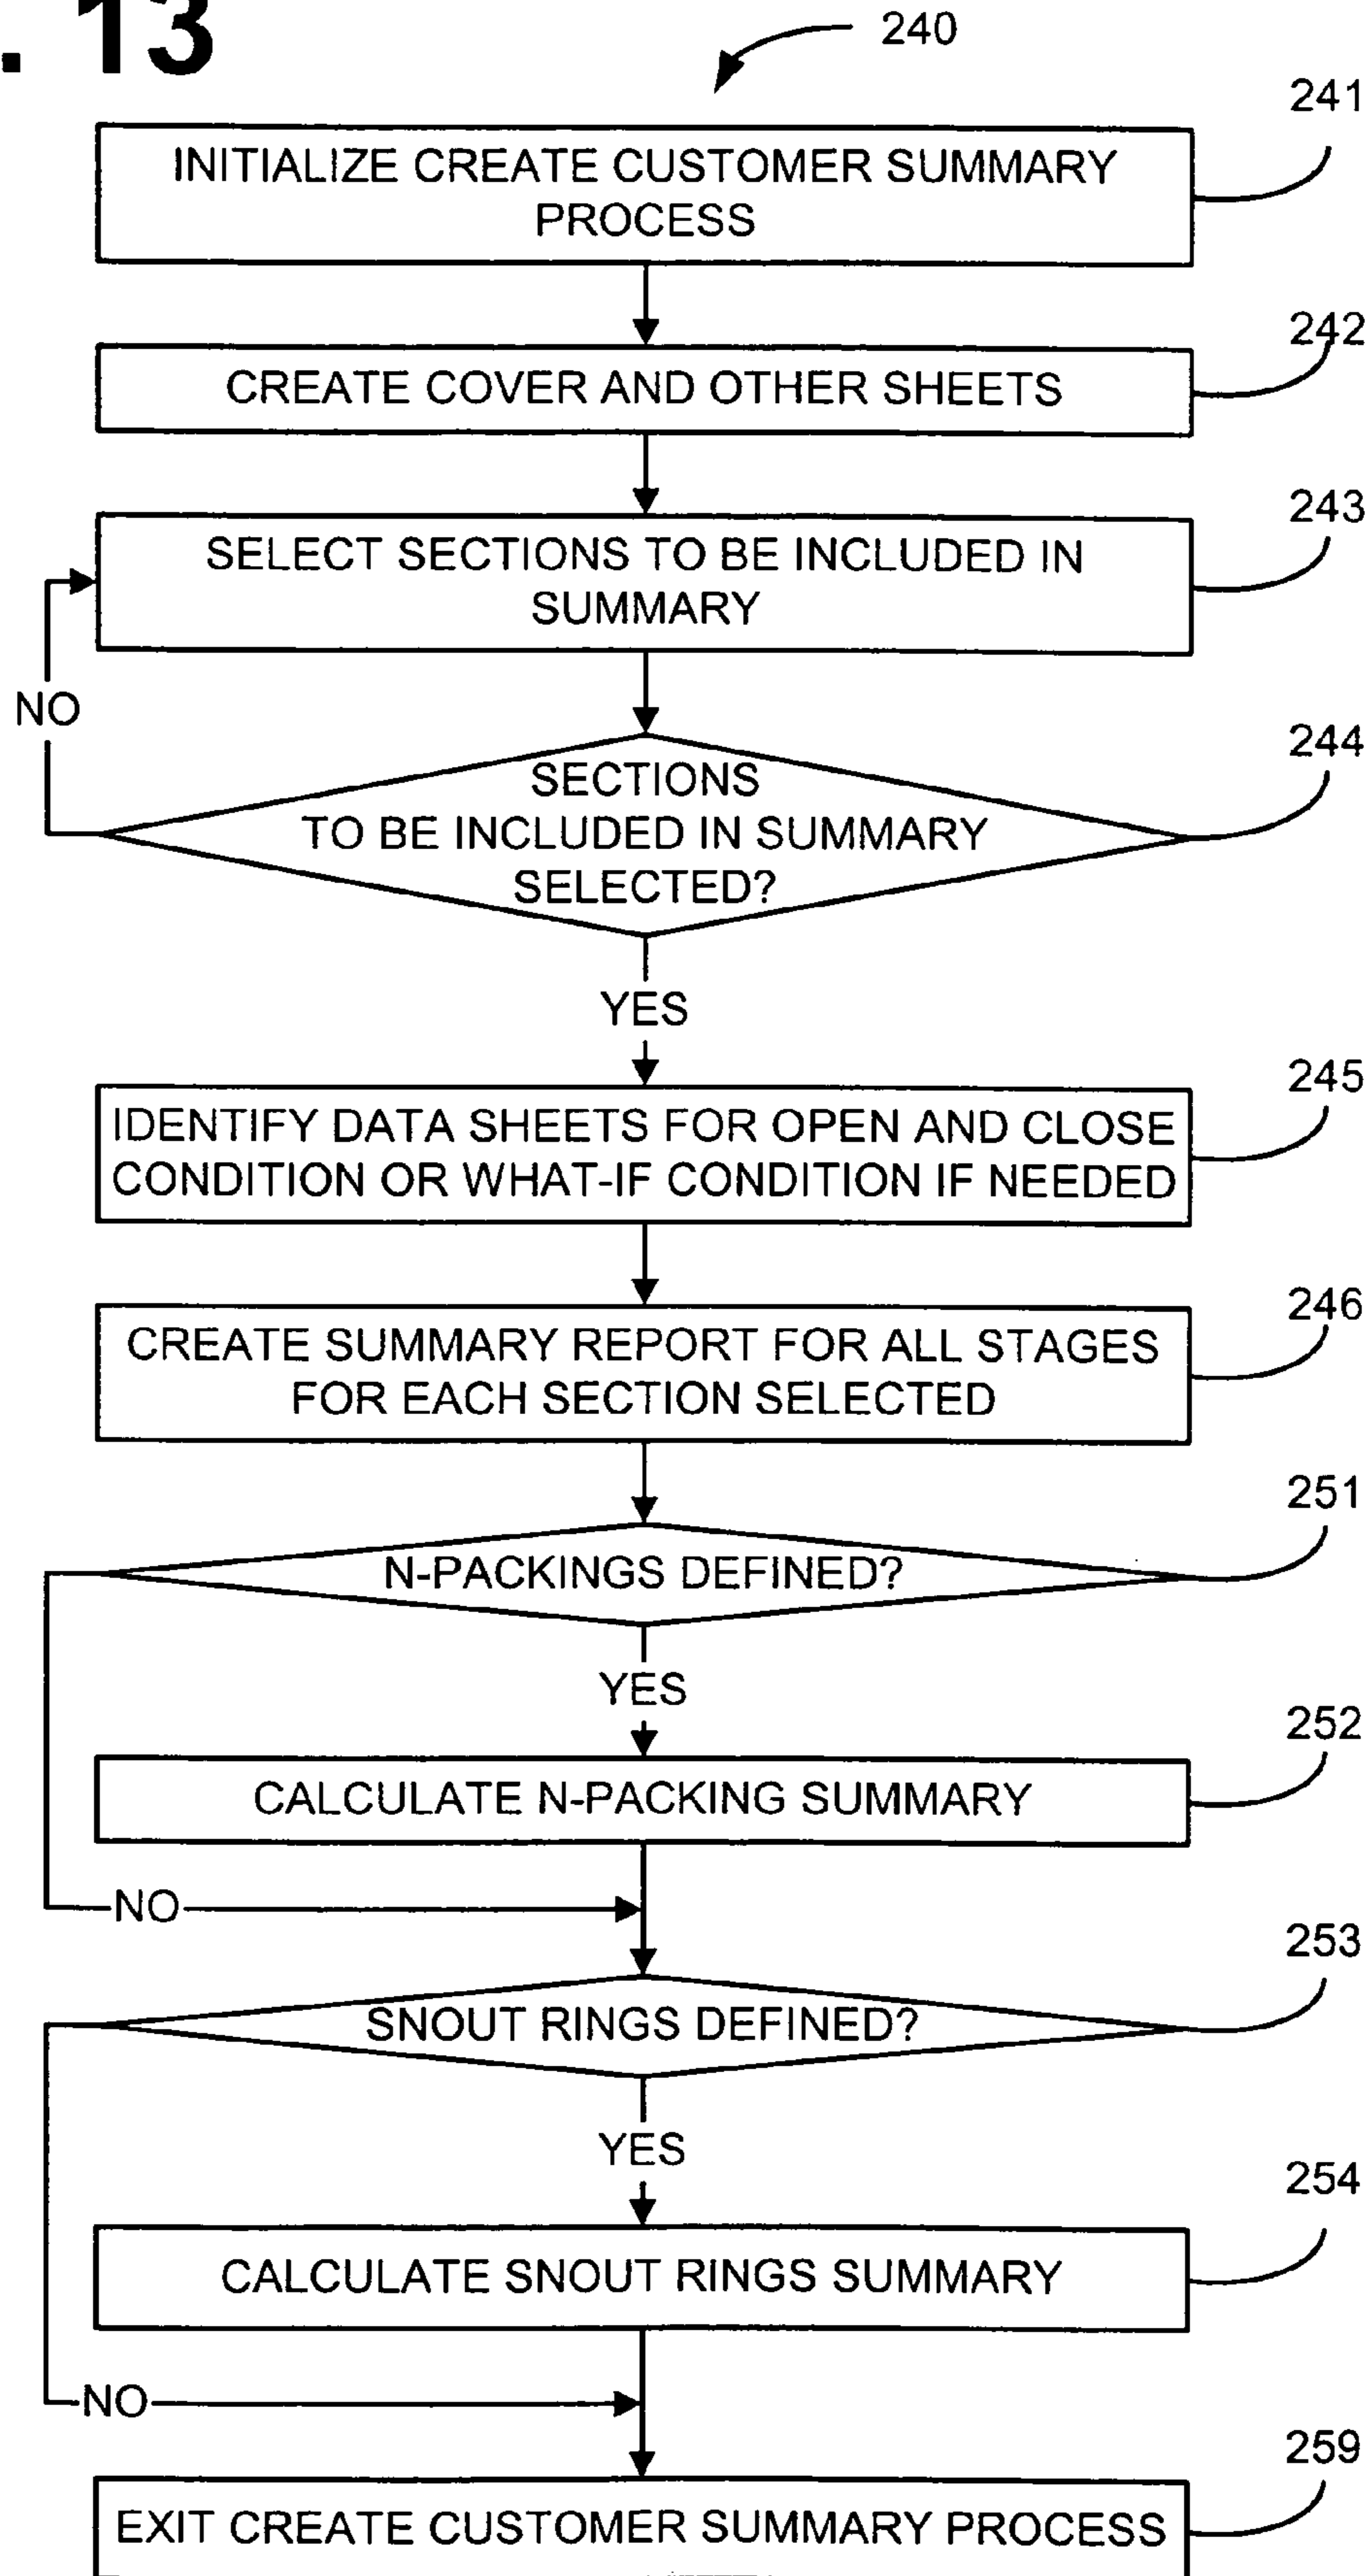 . 13
240
241
INITIALIZE CREATE CUSTOMER SUMMARY
PROCESS
242
CREATE COVER AND OTHER SHEETS
243
SELECT SECTIONS TO BE INCLUDED IN
SUMMARY
NO
244
SECTIONS
TO BE INCLUDED IN SUMMARY
SELECTED?
YES
245
IDENTIFY DATA SHEETS FOR OPEN AND CLOSE
CONDITION OR WHAT-IF CONDITION IF NEEDED
246
CREATE SUMMARY REPORT FOR ALL STAGES
FOR EACH SECTION SELECTED
251
N-PACKINGS DEFINED?
YES
252
CALCULATE N-PACKING SUMMARY
NO
253
SNOUT RINGS DEFINED?
YES
254
CALCULATE SNOUT RINGS SUMMARY
NO
259
EXIT CREATE CUSTOMER SUMMARY PROCESS